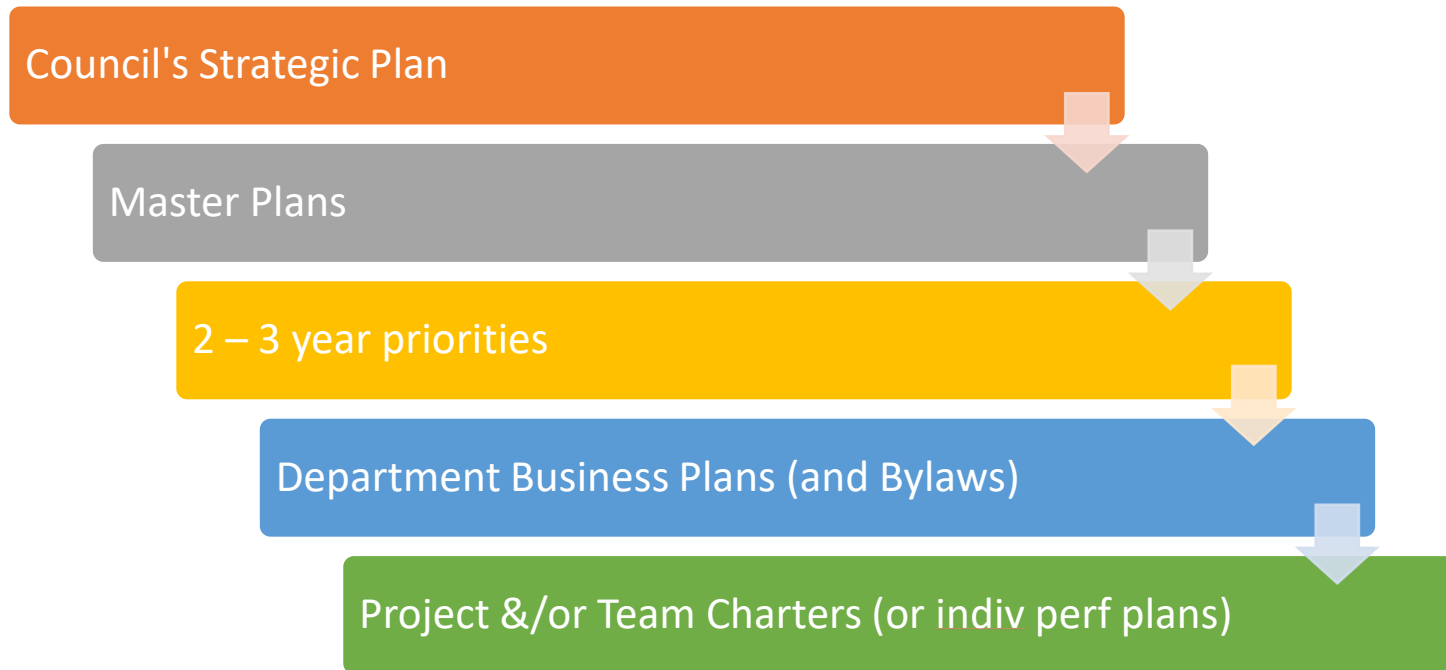 Council's Strategic Plan
Master Plans
2 – 3 year priorities
Department Business Plans (and Bylaws)
Project &/or Team Charters (or indiv perf plans)